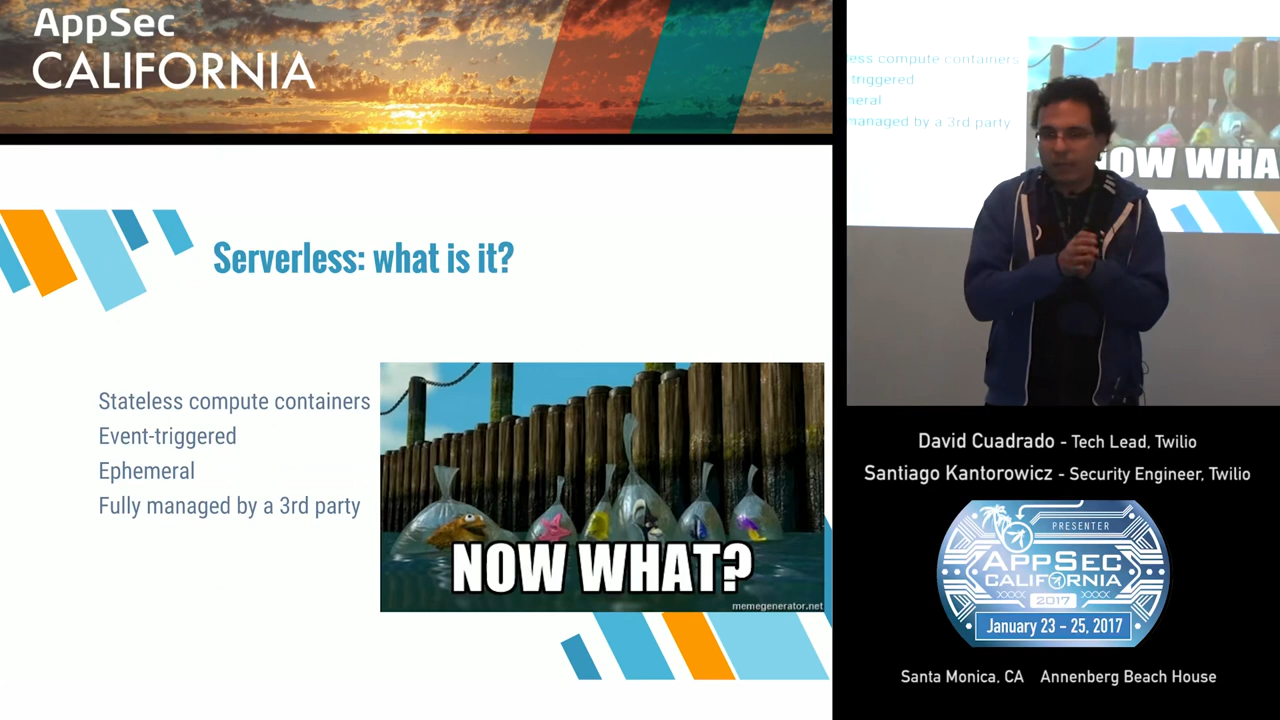 AppSec
CALIFORNIA
Serverless: what is it?
Stateless compute containers
Event-triggered
Ephemeral
Fully managed by a 3rd party
NOW WHAT?
memegenerator.net
ess compute containers
triggered
meral
managed by a 3rd party
NOW WHA
David Cuadrado - Tech Lead, Twilio
Santiago Kantorowicz - Security Engineer, Twilio
PRESENTER
APPSEC
CALIFORNIA
2017
January 23 - 25, 2017
Santa Monica, CA Annenberg Beach House